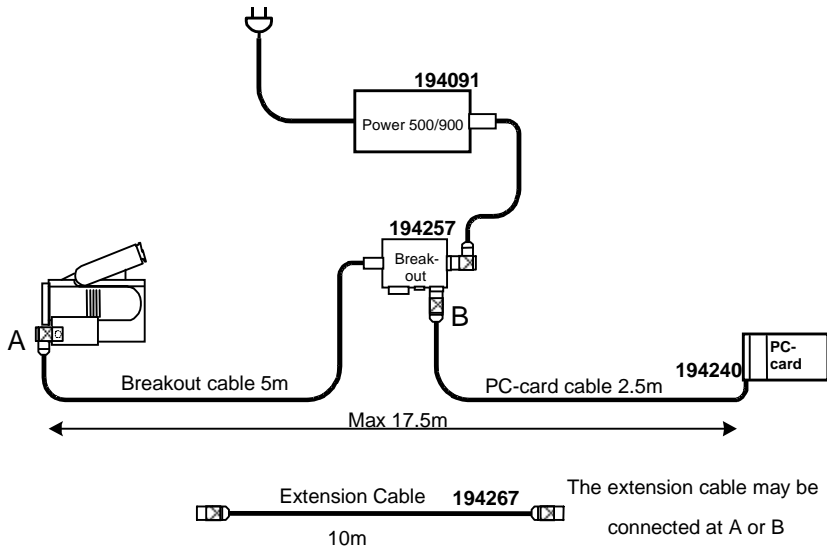 194091
Power 500/900
194257
Break-
out
A
B
PC-
card
194240
Breakout cable 5m
PC-card cable 2.5m
Max 17.5m
Extension Cable
194267
10m
The extension cable may be
connected at A or B